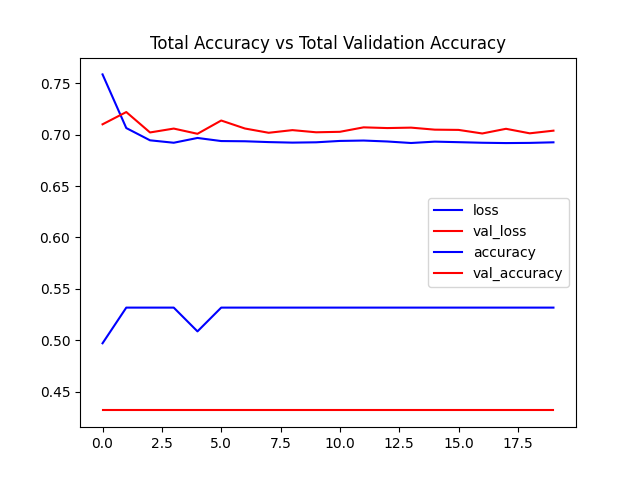 Total Accuracy vs Total Validation Accuracy
0.75
0.70
0.65
0.60
0.55
0.50
0.45
loss
val_loss
accuracy
val_accuracy
0.0 2.5 5.0 7.5 10.0 12.5 15.0 17.5